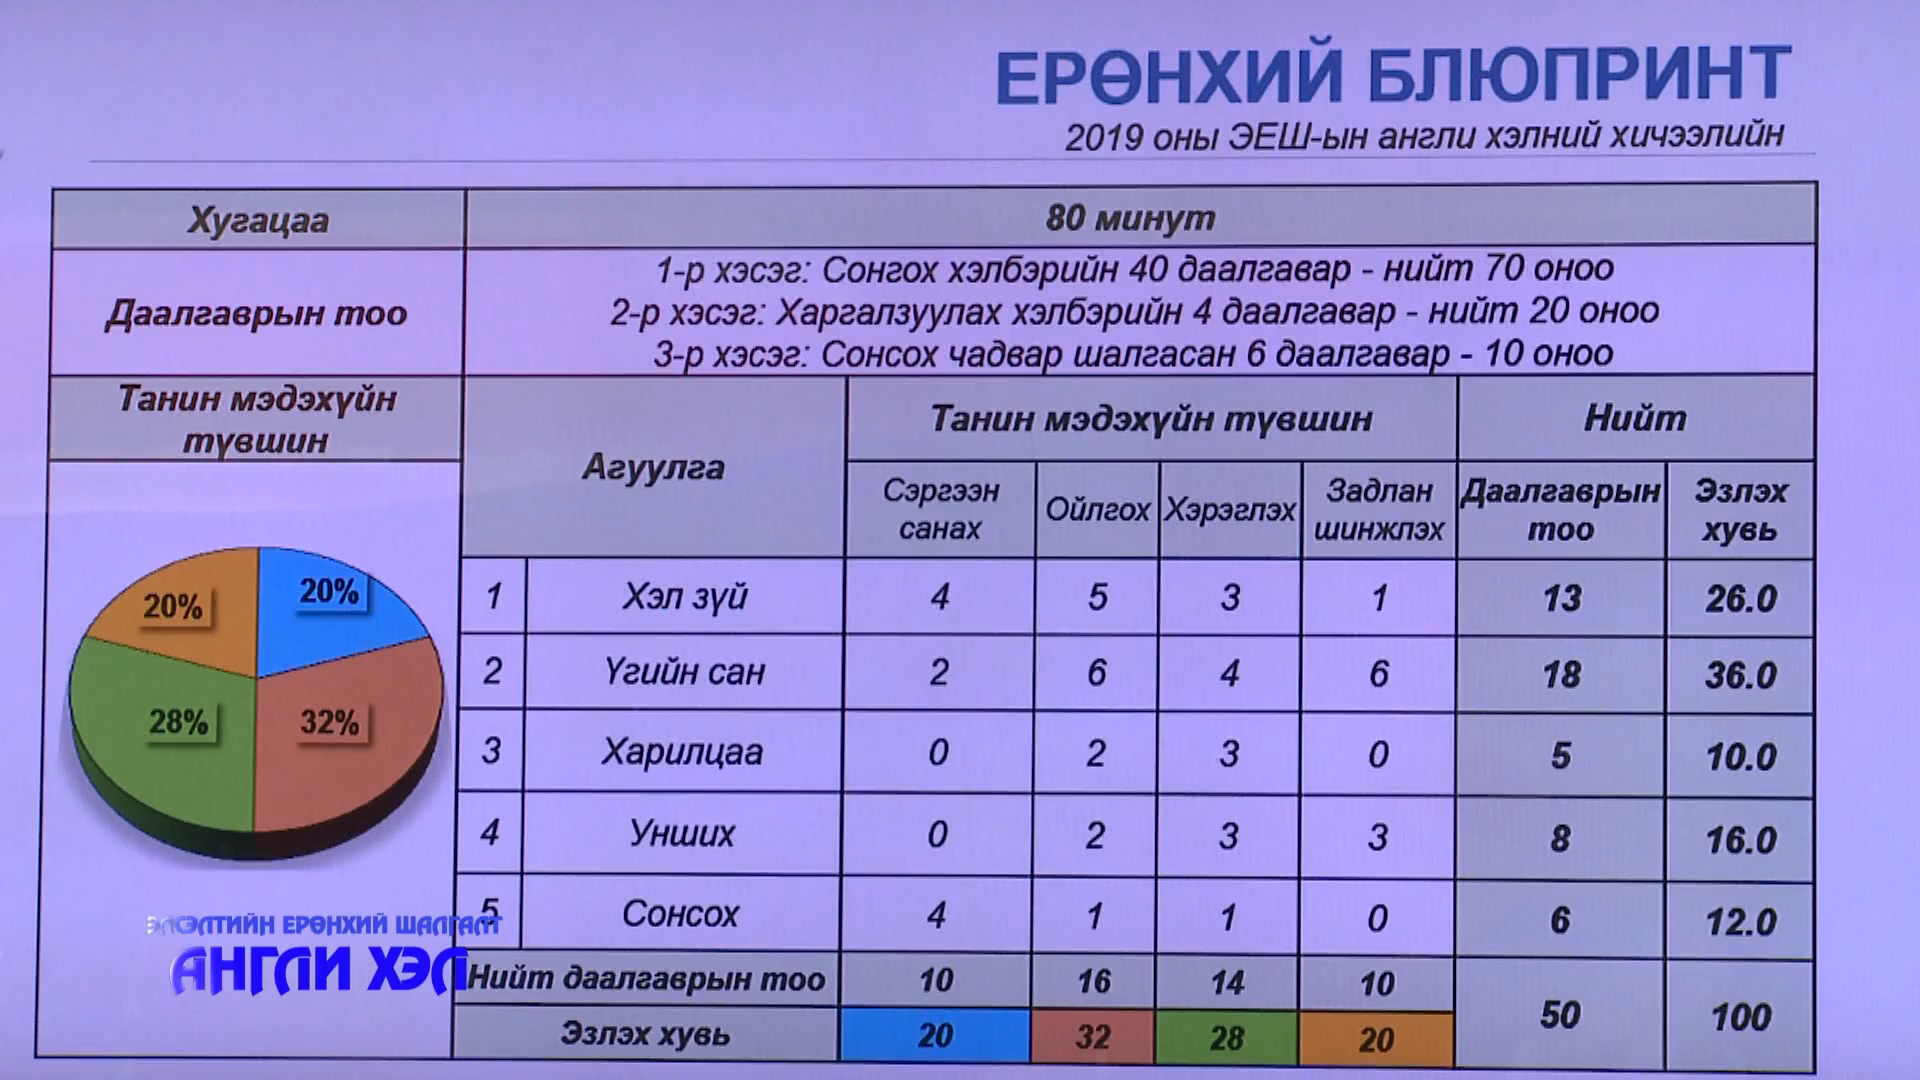 ЕРӨНХИЙ БЛЮПРИНТ
2019 оны ЭЕШ-ын англи хэлний хичээлийн
Хугацаа 80 минут
Даалгаврын тоо
1-р хэсэг: Сонгох хэлбэрийн 40 даалгавар - нийт 70 оноо
2-р хэсэг: Харгалзуулах хэлбэрийн 4 даалгавар - нийт 20 оноо
3-р хэсэг: Сонсох чадвар шалгасан 6 даалгавар - 10 оноо
Танин мэдэхүйн
түвшин
Агуулга
Танин мэдэхүйн түвшин
Нийт
Сэргээн
санах
Ойлгох
Хэрэглэх
Задлан
шинжлэх
Даалгаврын
тоо
Эзлэх
хувь
20% 20%
28% 32%
1 Хэл зүй 4 5 3 1 13 26.0
2 Үгийн сан 2 6 4 6 18 36.0
3 Харилцаа 0 2 3 0 5 10.0
4 Унших 0 2 3 3 8 16.0
5 Сонсох 4 1 1 0 6 12.0
Нийт даалгаврын тоо 10 16 14 10 50 100
Эзлэх хувь 20 32 28 20
ЭЛСЭЛТИЙН ЕРӨНХИЙ ШАЛГАЛТ
АНГЛИ ХЭЛ